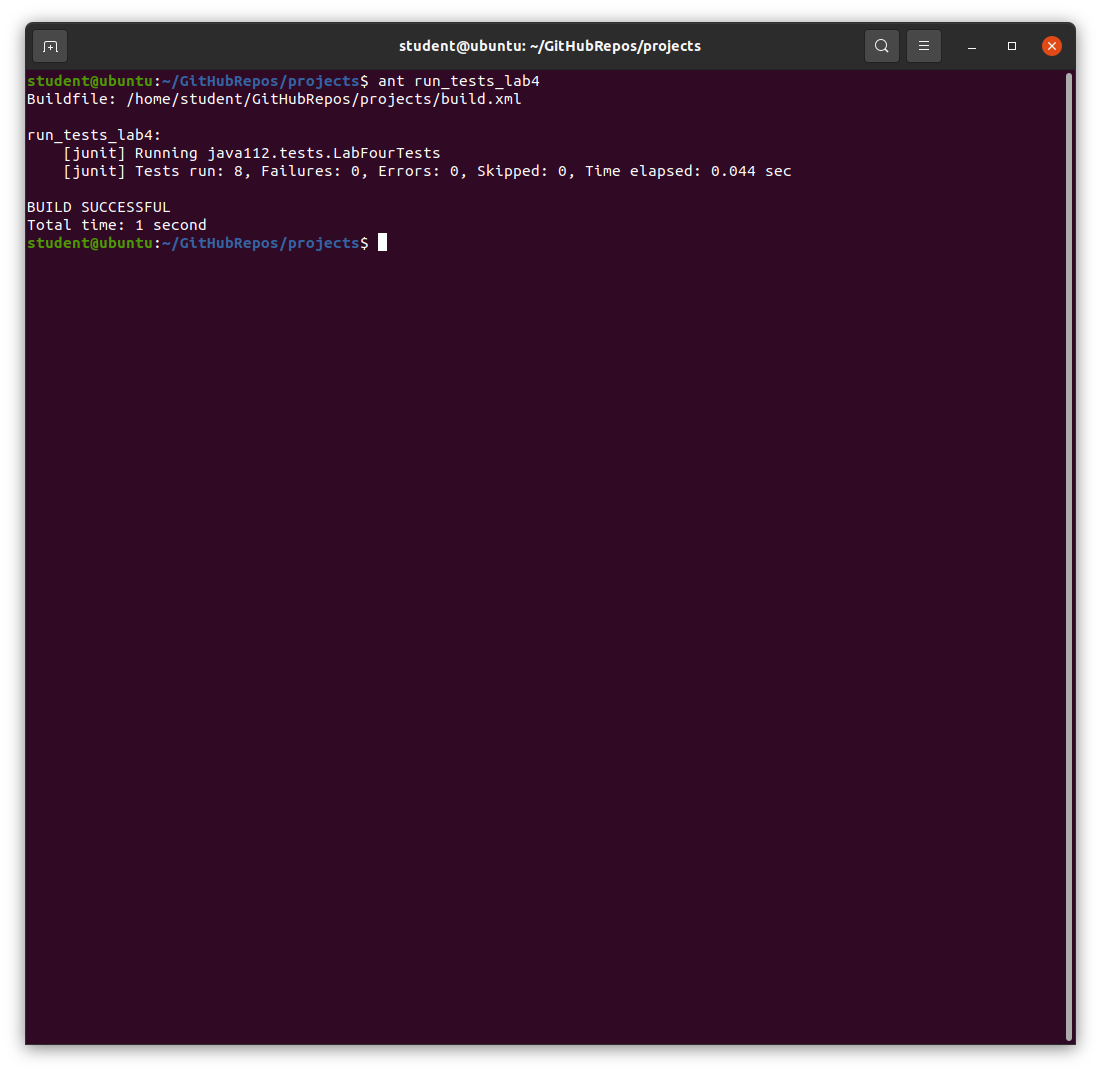 student@ubuntu: ~/GitHubRepos/projects
student@ubuntu:~/GitHubRepos/projects$ ant run_tests_lab4
Buildfile: /home/student/GitHubRepos/projects/build.xml
run_tests_lab4:
[junit] Running java112.tests.LabFourTests
[junit] Tests run: 8, Failures: 0, Errors: 0, Skipped: 0, Time elapsed: 0.044 sec
BUILD SUCCESSFUL
Total time: 1 second
student@ubuntu:~/GitHubRepos/projects$